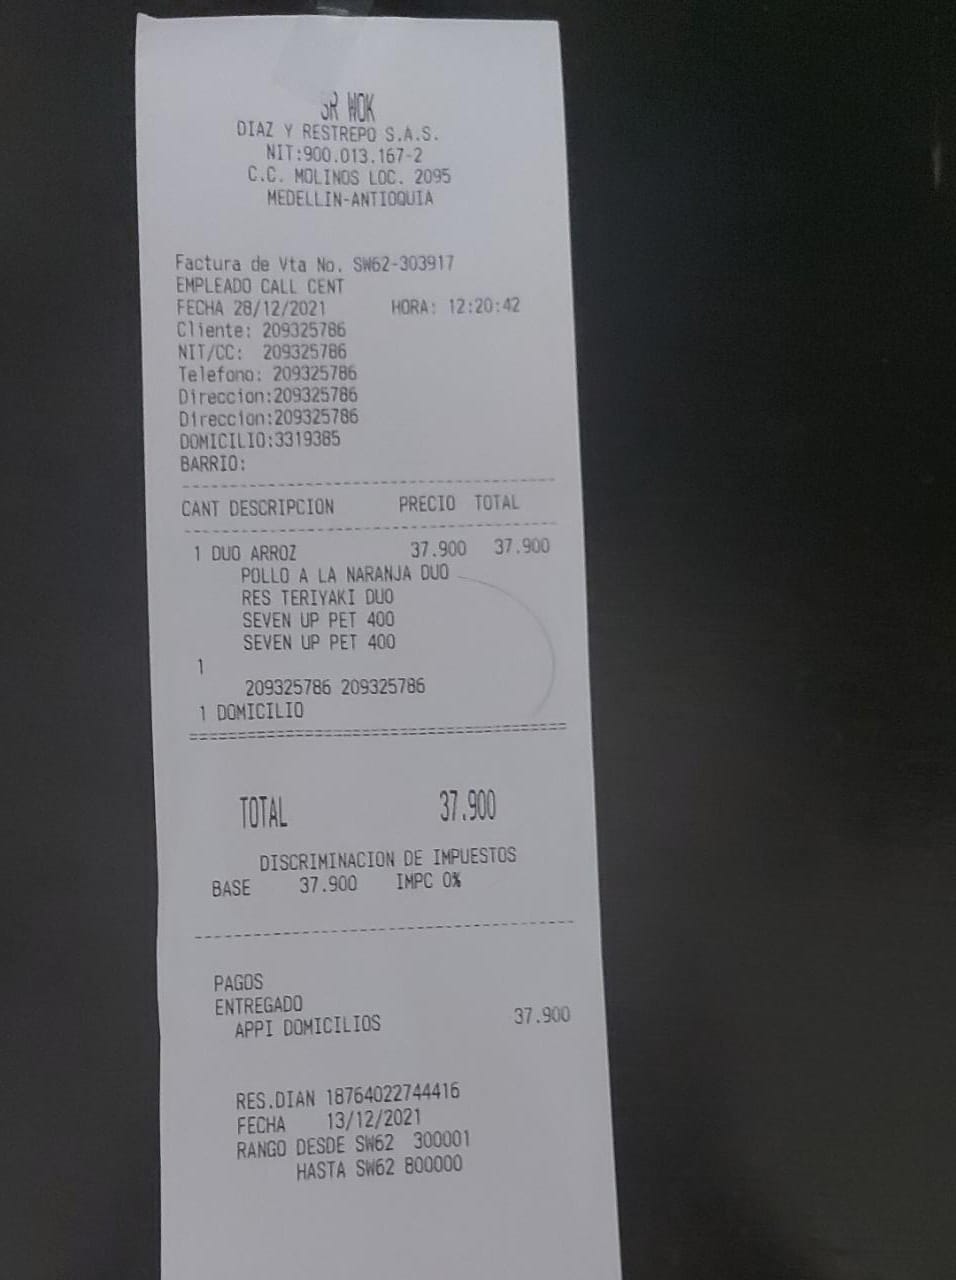 SR WOK
DIAZ Y RESTREPO S.A.S.
NIT:900.013.167-2
C.C. MOLINOS LOC. 2095
MEDELLIN-ANTIOQUIA
Factura de Vta No. SW62-303917
EMPLEADO CALL CENT
FECHA 28/12/2021 HORA: 12:20:42
Cliente: 209325786
NIT/CC: 209325786
Telefono: 209325786
Direccion:209325786
Direccion:209325786
DOMICILIO:3319385
BARRIO:
CANT DESCRIPCION PRECIO TOTAL
1 DUO ARROZ 37.900 37.900
POLLO A LA NARANJA DUO
RES TERIYAKI DUO
SEVEN UP PET 400
SEVEN UP PET 400
1
209325786 209325786
1 DOMICILIO
TOTAL 37.900
DISCRIMINACION DE IMPUESTOS
BASE 37.900 IMPC 0%
PAGOS
ENTREGADO
APPI DOMICILIOS 37.900
RES.DIAN 18764022744416
FECHA 13/12/2021
RANGO DESDE SW62 300001
HASTA SW62 800000